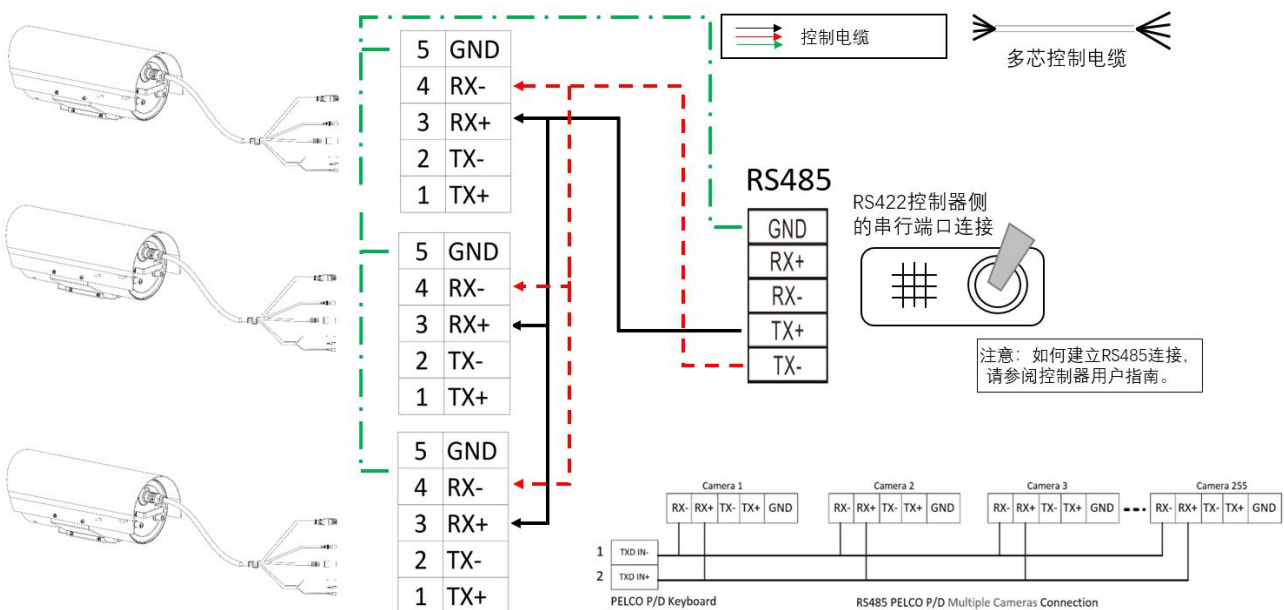 控制电缆
多芯控制电缆
5 GND
4 RX-
3 RX+
2 TX-
1 TX+
5 GND
4 RX-
3 RX+
2 TX-
1 TX+
5 GND
4 RX-
3 RX+
2 TX-
1 TX+
RS485
GND
RX+
RX-
TX+
TX-
RS422控制器侧
的串行端口连接
注意：如何建立RS485连接，
请参阅控制器用户指南。
Camera 1
RX- RX+ TX- TX+ GND
Camera 2
RX- RX+ TX- TX+ GND
Camera 3
RX- RX+ TX- TX+ GND
Camera 255
RX- RX+ TX- TX+ GND
1 TXD IN-
2 TXD IN+
PELCO P/D Keyboard
RS485 PELCO P/D Multiple Cameras Connection